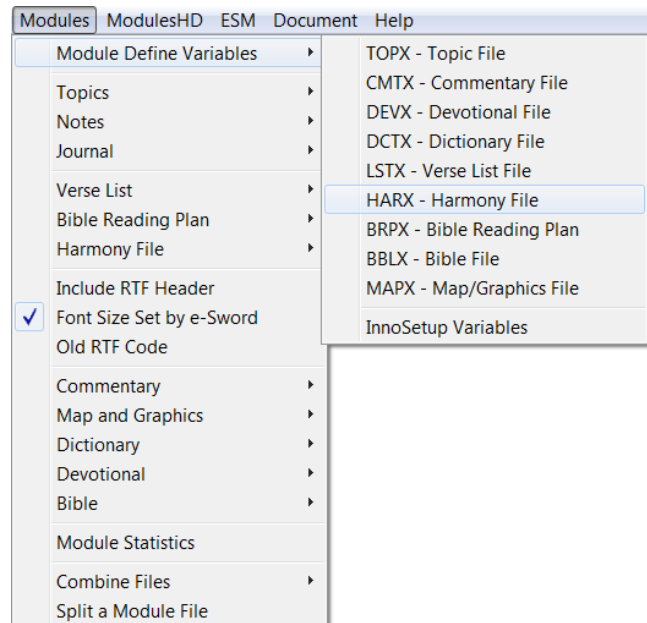 Modules ModulesHD ESM Document Help
Module Define Variables
Topics
Notes
Journal
Verse List
Bible Reading Plan
Harmony File
Include RTF Header
Font Size Set by e-Sword
Old RTF Code
Commentary
Map and Graphics
Dictionary
Devotional
Bible
Module Statistics
Combine Files
Split a Module File
TOPX - Topic File
CMTX - Commentary File
DEVX - Devotional File
DCTX - Dictionary File
LSTX - Verse List File
HARX - Harmony File
BRPX - Bible Reading Plan
BBLX - Bible File
MAPX - Map/Graphics File
InnoSetup Variables